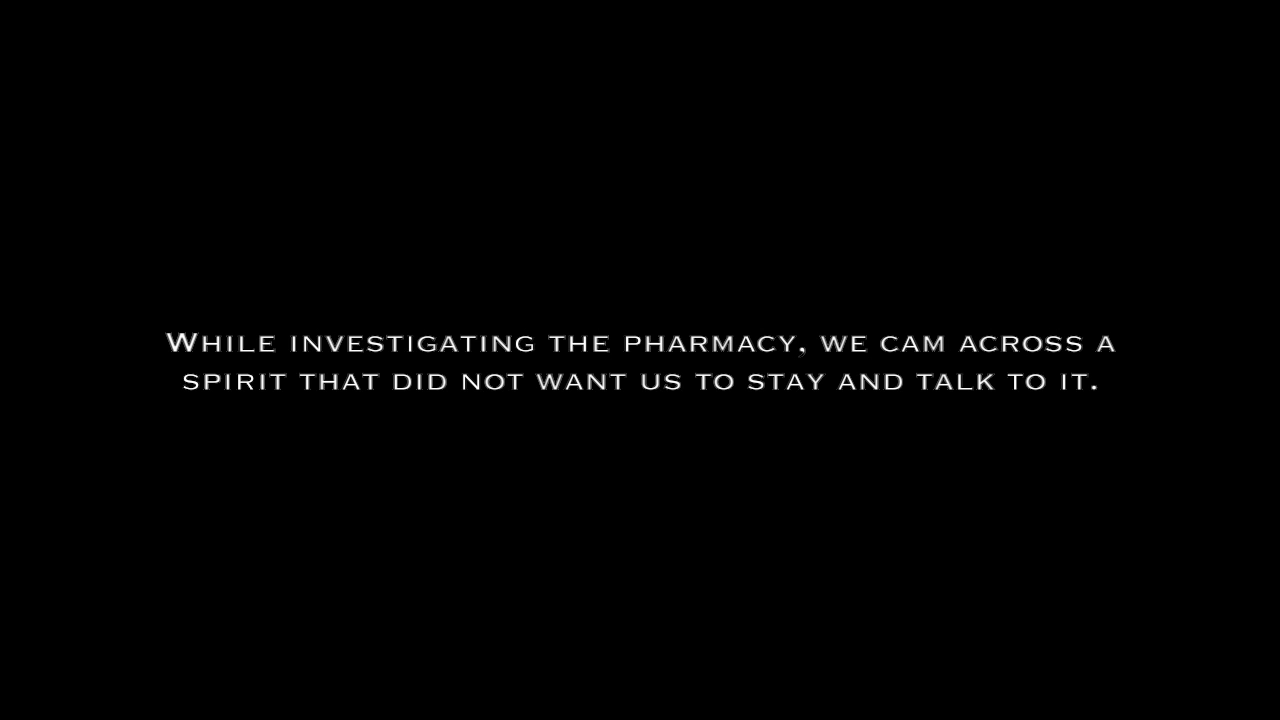 While investigating the pharmacy, we cam across a
spirit that did not want us to stay and talk to it.